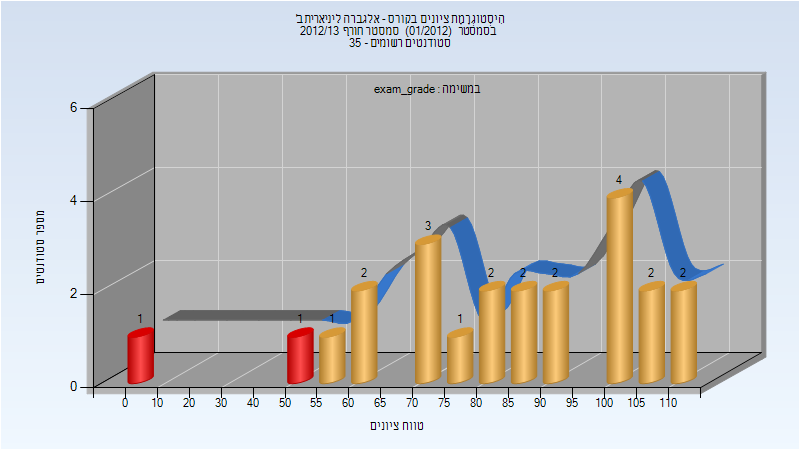 היסטוגרמת ציונים בקורס - אלגברה ליניארית ב'
בסמסטר (01/2012) סמסטר חורף 2012/13
סטודנטים רשומים - 35
במשימה : exam_grade
מספר סטודנטים
6
4
2
0
1
1
1
2
3
1
2
2
2
4
2
2
0 10 20 30 40 50 55 60 65 70 75 80 85 90 95 100 105 110
טווח ציונים